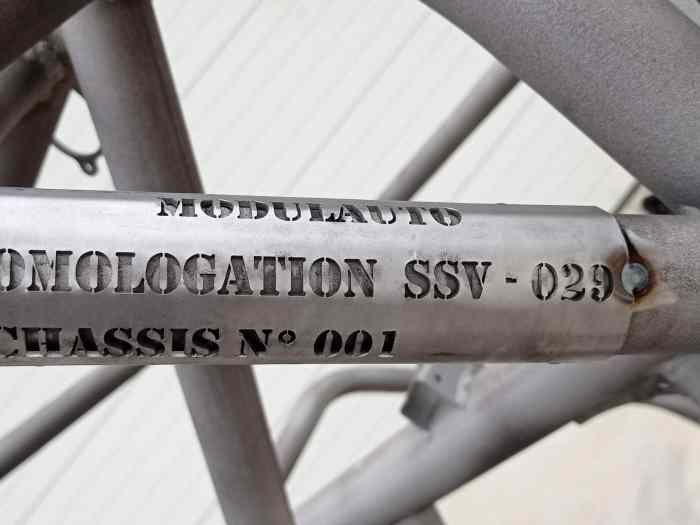 MODULAUTO
OMOLOGATION SSV - 029
CHASSIS N° 001